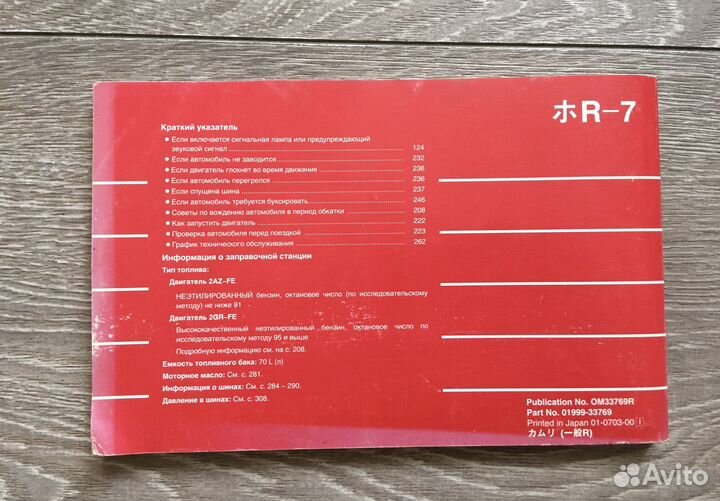 ホR−7
Краткий указатель
● Если включается сигнальная лампа или предупреждающий
звуковой сигнал ........ 124
● Если автомобиль не заводится ........ 232
● Если двигатель глохнет во время движения ........ 236
● Если автомобиль перегрелся ........ 236
● Если спущена шина ........ 237
● Если автомобиль требуется буксировать ........ 246
● Советы по вождению автомобиля в период обкатки ........ 208
● Как запустить двигатель ........ 222
● Проверка автомобиля перед поездкой ........ 223
● График технического обслуживания ........ 262
Информация о заправочной станции
Тип топлива:
Двигатель 2AZ−FE
НЕЭТИЛИРОВАННЫЙ бензин, октановое число (по исследовательскому
методу) не ниже 91
Двигатель 2GR−FE
Высококачественный неэтилированный бензин, октановое число по
исследовательскому методу 95 и выше
Подробную информацию см. на с. 208.
Емкость топливного бака: 70 L (л)
Моторное масло: См. с. 281.
Информация о шинах: См. с. 284 − 290.
Давление в шинах: См. с. 308.
Publication No. OM33769R
Part No. 01999-33769
Printed in Japan 01-0703-00 I
カムリ (一般R)
Avito